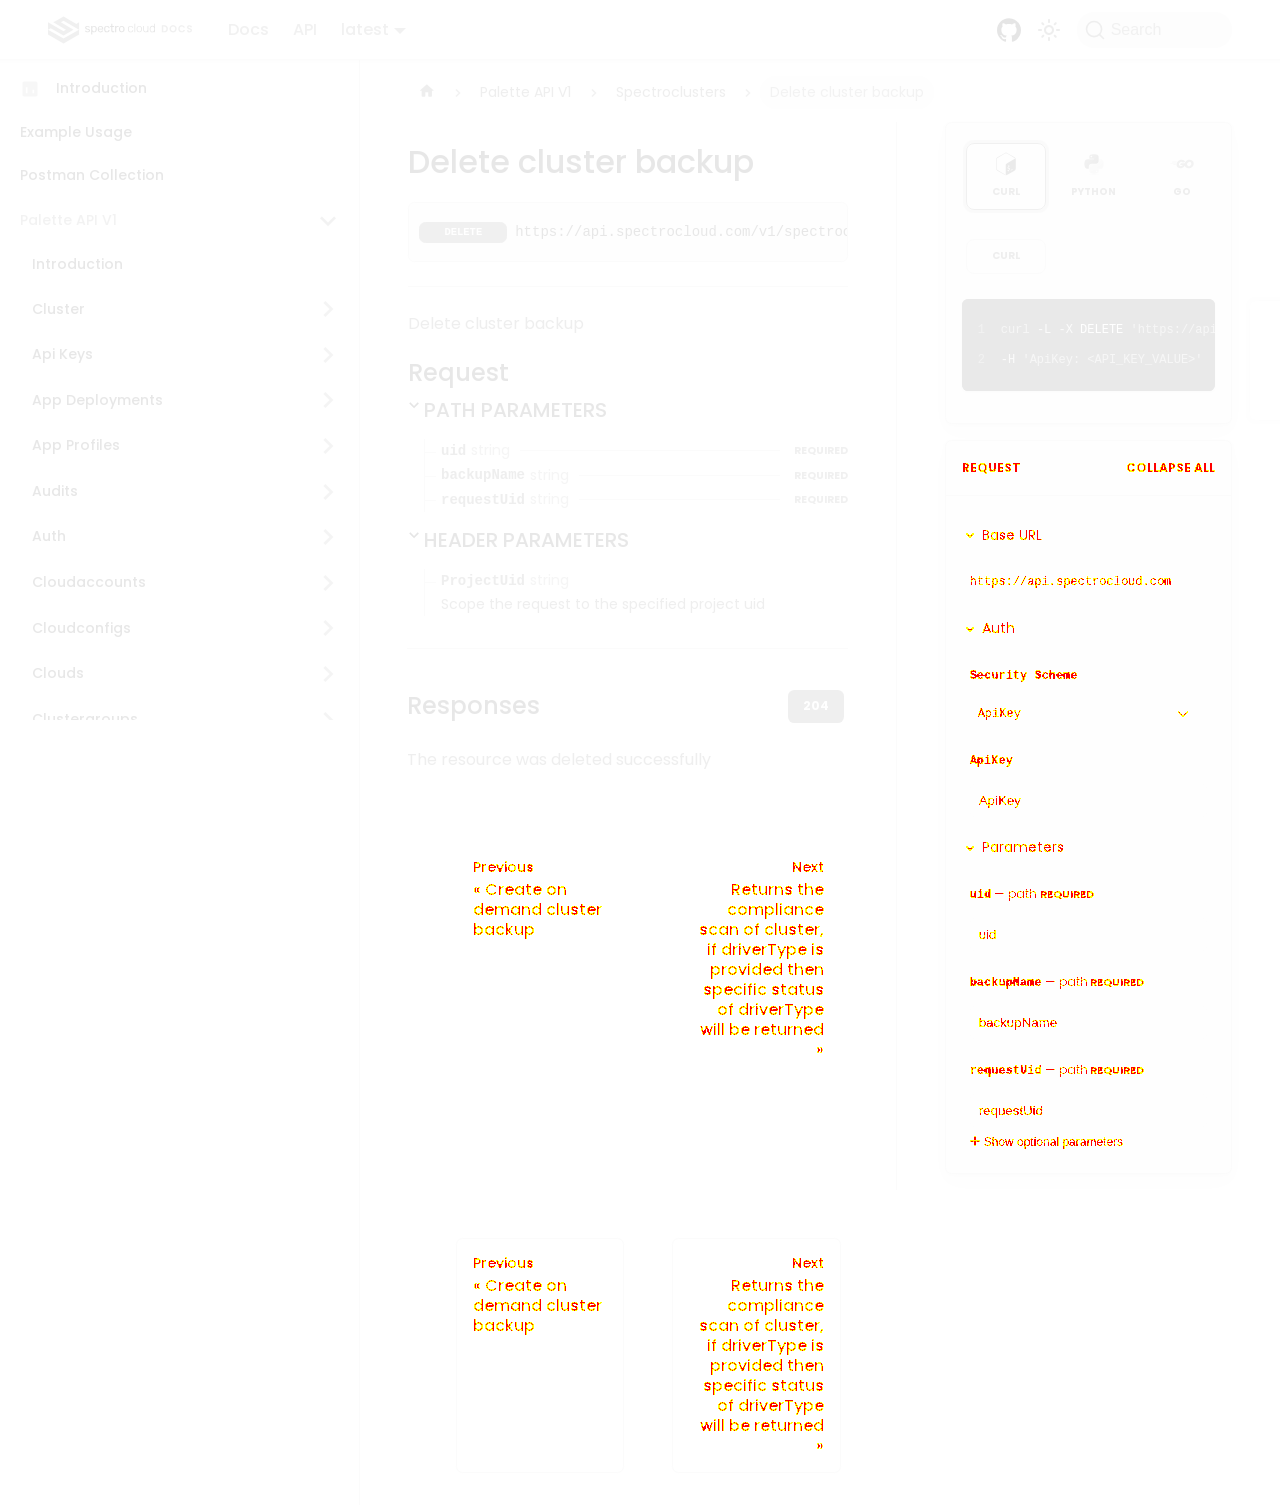 spectro cloud DOCS Docs API latest Search
Introduction
Example Usage
Postman Collection
Palette API V1
Introduction
Cluster
Api Keys
App Deployments
App Profiles
Audits
Auth
Cloudaccounts
Cloudconfigs
Clouds
Clustergroups
Palette API V1 Spectroclusters Delete cluster backup
Delete cluster backup
DELETE https://api.spectrocloud.com/v1/spectroc
Delete cluster backup
Request
PATH PARAMETERS
uid string REQUIRED
backupName string REQUIRED
requestUid string REQUIRED
HEADER PARAMETERS
ProjectUid string
Scope the request to the specified project uid
Responses 204
The resource was deleted successfully
Previous
« Create on
demand cluster
backup
Next
Returns the
compliance
scan of cluster,
if driverType is
provided then
specific status
of driverType
will be returned
»
CURL PYTHON GO
CURL
1 curl -L -X DELETE 'https://api
2 -H 'ApiKey: <API_KEY_VALUE>'
REQUEST COLLAPSE ALL
Base URL
https://api.spectrocloud.com
Auth
Security Scheme
ApiKey
ApiKey
ApiKey
Parameters
uid — path REQUIRED
uid
backupName — path REQUIRED
backupName
requestUid — path REQUIRED
requestUid
Show optional parameters
Previous
« Create on
demand cluster
backup
Next
Returns the
compliance
scan of cluster,
if driverType is
provided then
specific status
of driverType
will be returned
»